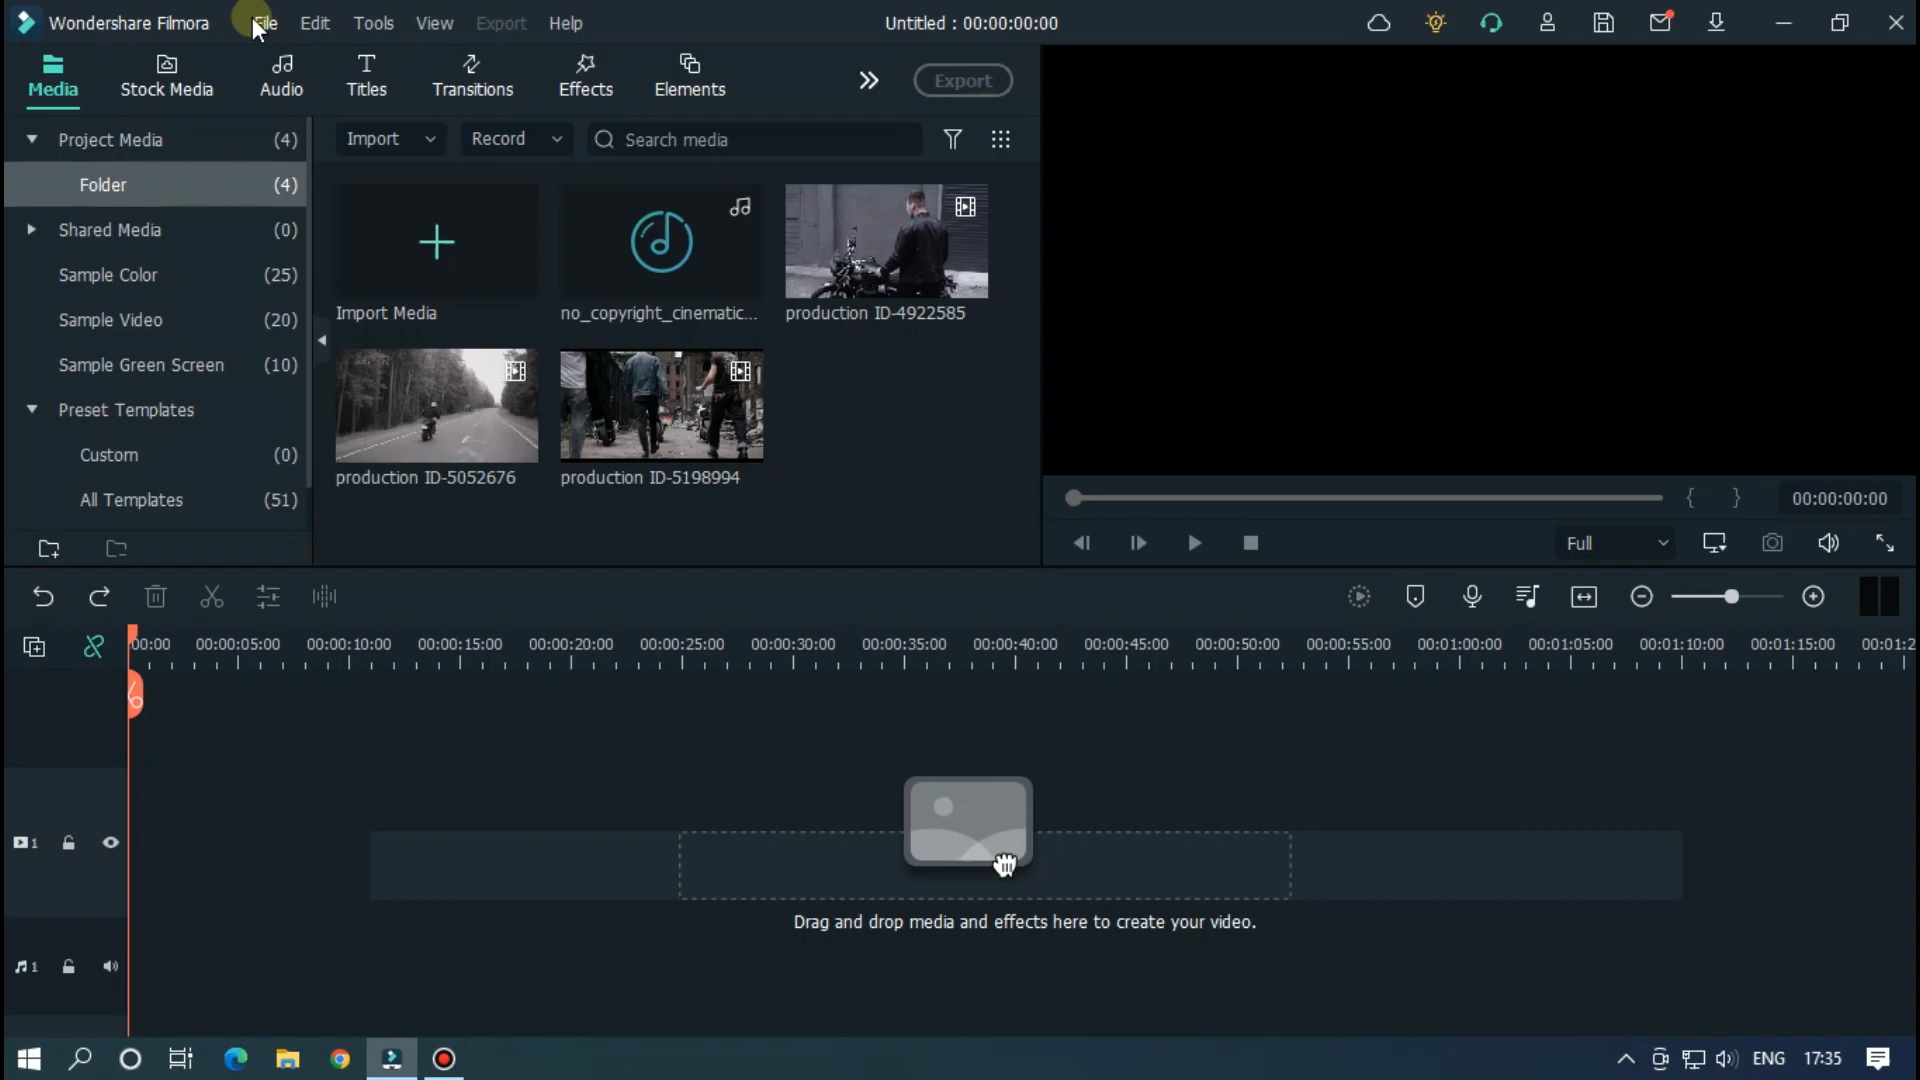 Wondershare Filmora File Edit Tools View Export Help Untitled : 00:00:00:00
Media Stock Media Audio Titles Transitions Effects Elements Export
Project Media (4)
Folder (4)
Shared Media (0)
Sample Color (25)
Sample Video (20)
Sample Green Screen (10)
Preset Templates
Custom (0)
All Templates (51)
Import Record Search media
Import Media no_copyright_cinematic... production ID-4922585
production ID-5052676 production ID-5198994
{ } 00:00:00:00
Full
00:00 00:00:05:00 00:00:10:00 00:00:15:00 00:00:20:00 00:00:25:00 00:00:30:00 00:00:35:00 00:00:40:00 00:00:45:00 00:00:50:00 00:00:55:00 00:01:00:00 00:01:05:00 00:01:10:00 00:01:15:00 00:01:2
1
Drag and drop media and effects here to create your video.
1
ENG 17:35